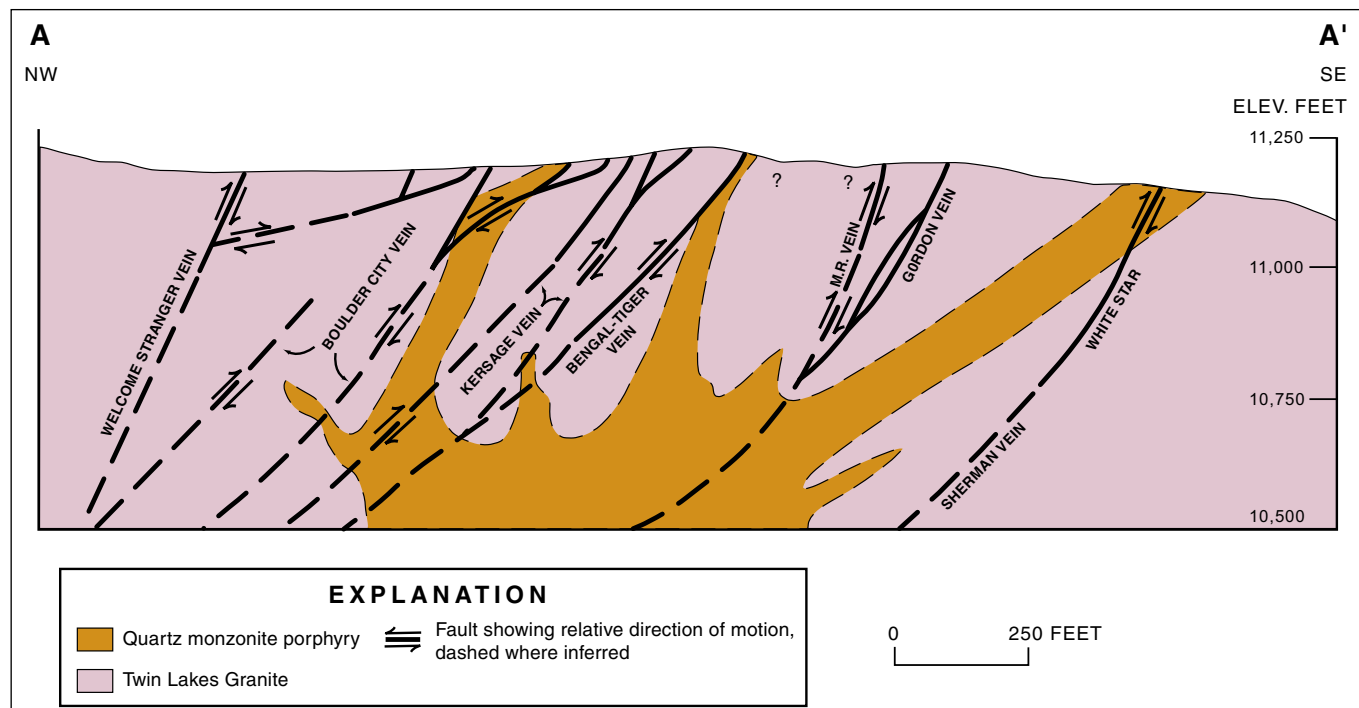 A
A'
NW
SE
ELEV. FEET
11,250
11,000
10,750
10,500
WELCOME STRANGER VEIN
BOULDER CITY VEIN
KERSAGE VEIN
BENGAL-TIGER
VEIN
?
?
M.R. VEIN
G0RDON VEIN
WHITE STAR
SHERMAN VEIN
EXPLANATION
Quartz monzonite porphyry
Fault showing relative direction of motion,
dashed where inferred
Twin Lakes Granite
0
250 FEET